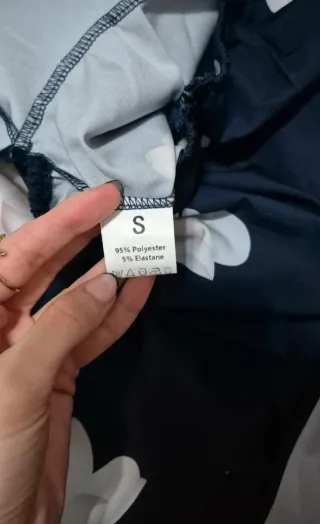 S
95% Polyester
5% Elastane